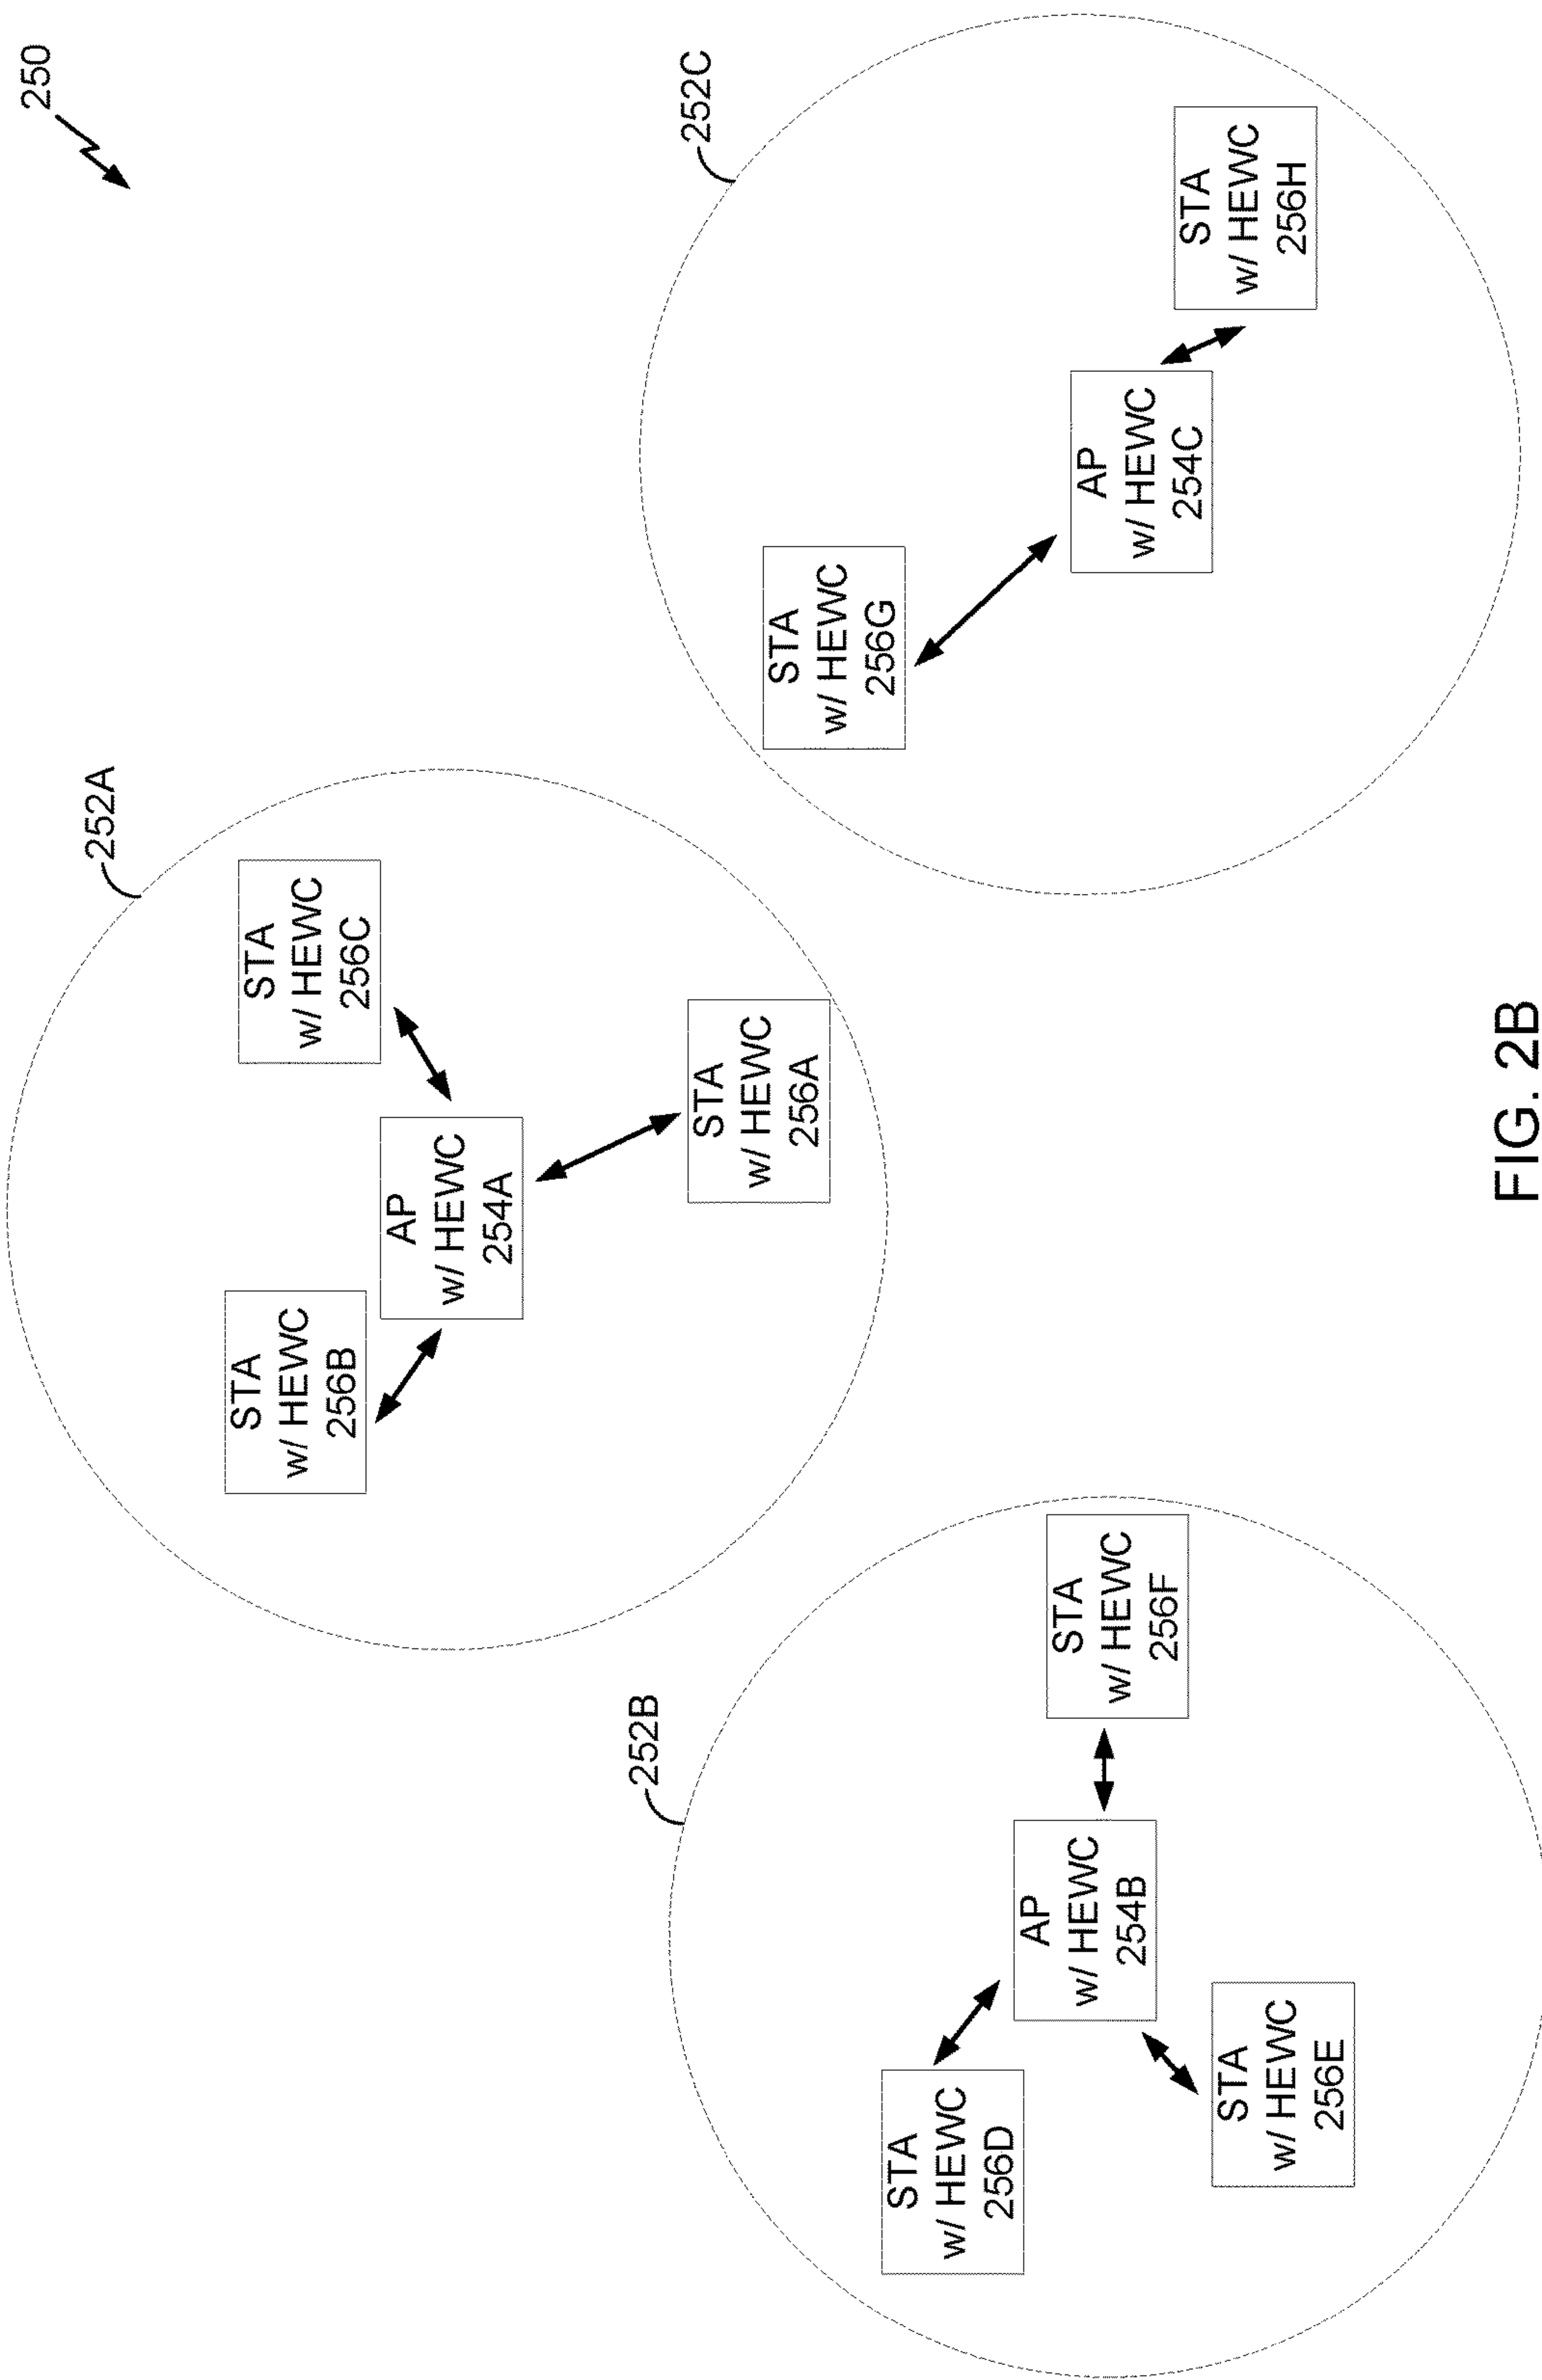 250
252A
STA
w/ HEWC
256B
STA
w/ HEWC
256C
AP
w/ HEWC
254A
STA
w/ HEWC
256A
252B
STA
w/ HEWC
256D
AP
w/ HEWC
254B
STA
w/ HEWC
256F
STA
w/ HEWC
256E
252C
STA
w/ HEWC
256G
AP
w/ HEWC
254C
STA
w/ HEWC
256H
FIG. 2B